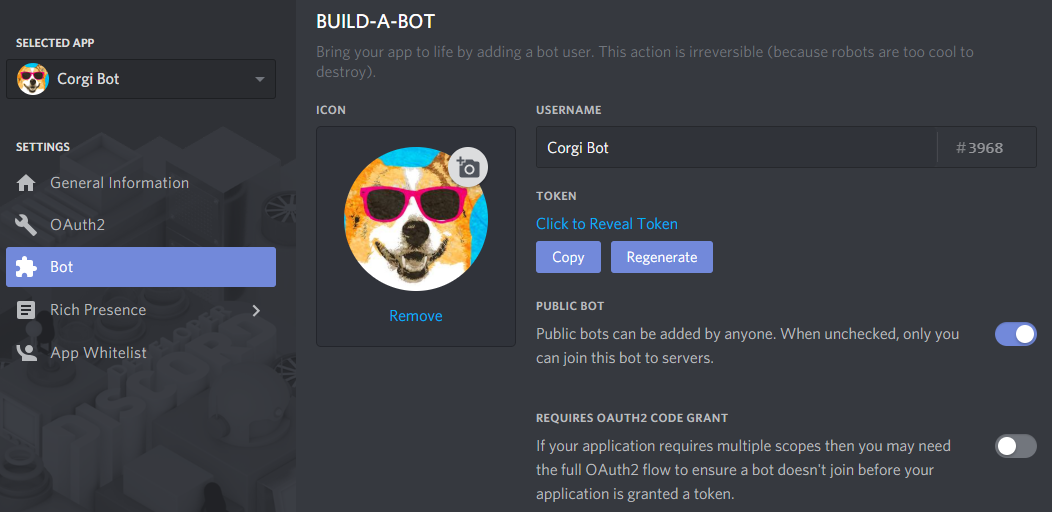 SELECTED APP
Corgi Bot
SETTINGS
General Information
OAuth2
Bot
Rich Presence
App Whitelist
BUILD-A-BOT
Bring your app to life by adding a bot user. This action is irreversible (because robots are too cool to
destroy).
ICON
Remove
USERNAME
Corgi Bot
#3968
TOKEN
Click to Reveal Token
Copy
Regenerate
PUBLIC BOT
Public bots can be added by anyone. When unchecked, only you
can join this bot to servers.
REQUIRES OAUTH2 CODE GRANT
If your application requires multiple scopes then you may need
the full OAuth2 flow to ensure a bot doesn't join before your
application is granted a token.